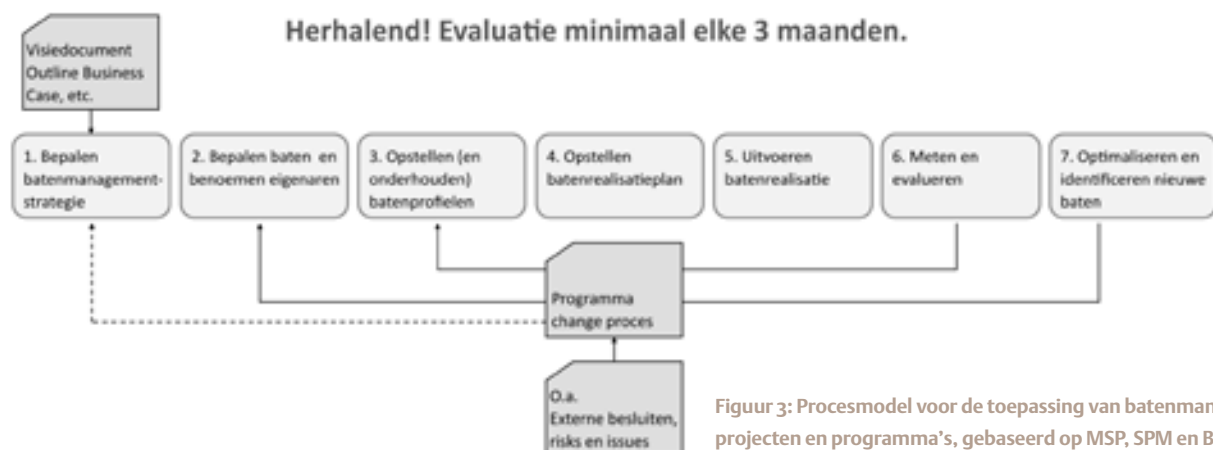 Herhalend! Evaluatie minimaal elke 3 maanden.
Visiedocument
Outline Business
Case, etc.
1. Bepalen
batenmanagement-
strategie
2. Bepalen baten en
benoemen eigenaren
3. Opstellen (en
onderhouden)
batenprofielen
4. Opstellen
batenrealisatieplan
5. Uitvoeren
batenrealisatie
6. Meten en
evalueren
7. Optimaliseren en
identificeren nieuwe
baten
Programma
change proces
O.a.
Externe besluiten,
risks en issues
Figuur 3: Procesmodel voor de toepassing van batenman
projecten en programma's, gebaseerd op MSP, SPM en B